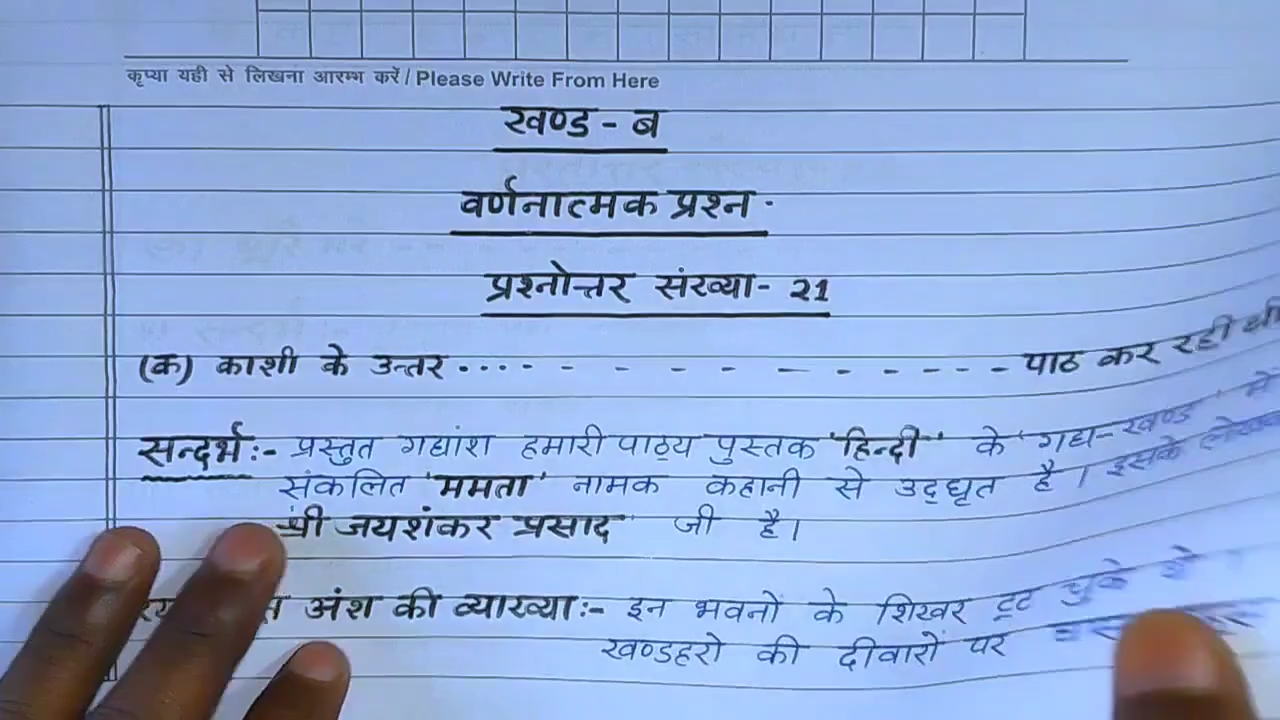 कृप्या यही से लिखना आरम्भ करें / Please Write From Here
खण्ड - ब
वर्णनात्मक प्रश्न
प्रश्नोत्तर संख्या - 21
(क) काशी के उत्तर .... - - - - - - - - - - पाठ कर रही थी
सन्दर्भ :- प्रस्तुत गद्यांश हमारी पाठ्य पुस्तक 'हिन्दी' के 'गद्य-खण्ड' में
संकलित 'ममता' नामक कहानी से उद्धृत है। इसके लेखक
श्री जयशंकर प्रसाद जी है।
अंश की व्याख्या :- इन भवनों के शिखर टूट चुके थे।
खण्डहरो की दीवारों पर